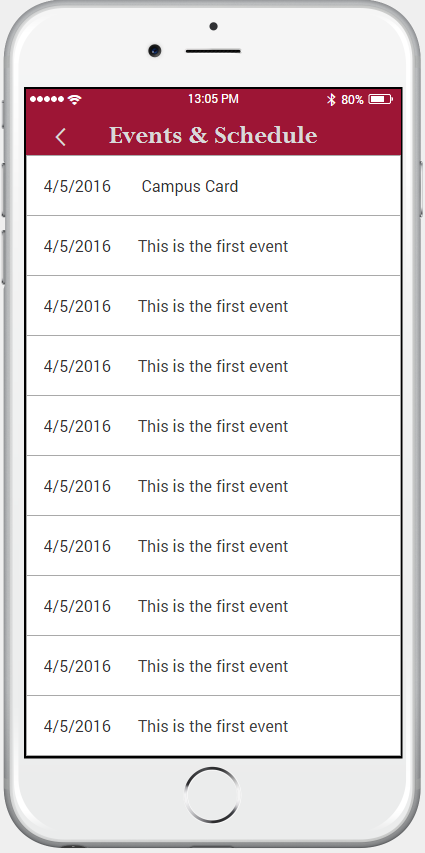 13:05 PM 80%
Events & Schedule
4/5/2016 Campus Card
4/5/2016 This is the first event
4/5/2016 This is the first event
4/5/2016 This is the first event
4/5/2016 This is the first event
4/5/2016 This is the first event
4/5/2016 This is the first event
4/5/2016 This is the first event
4/5/2016 This is the first event
4/5/2016 This is the first event